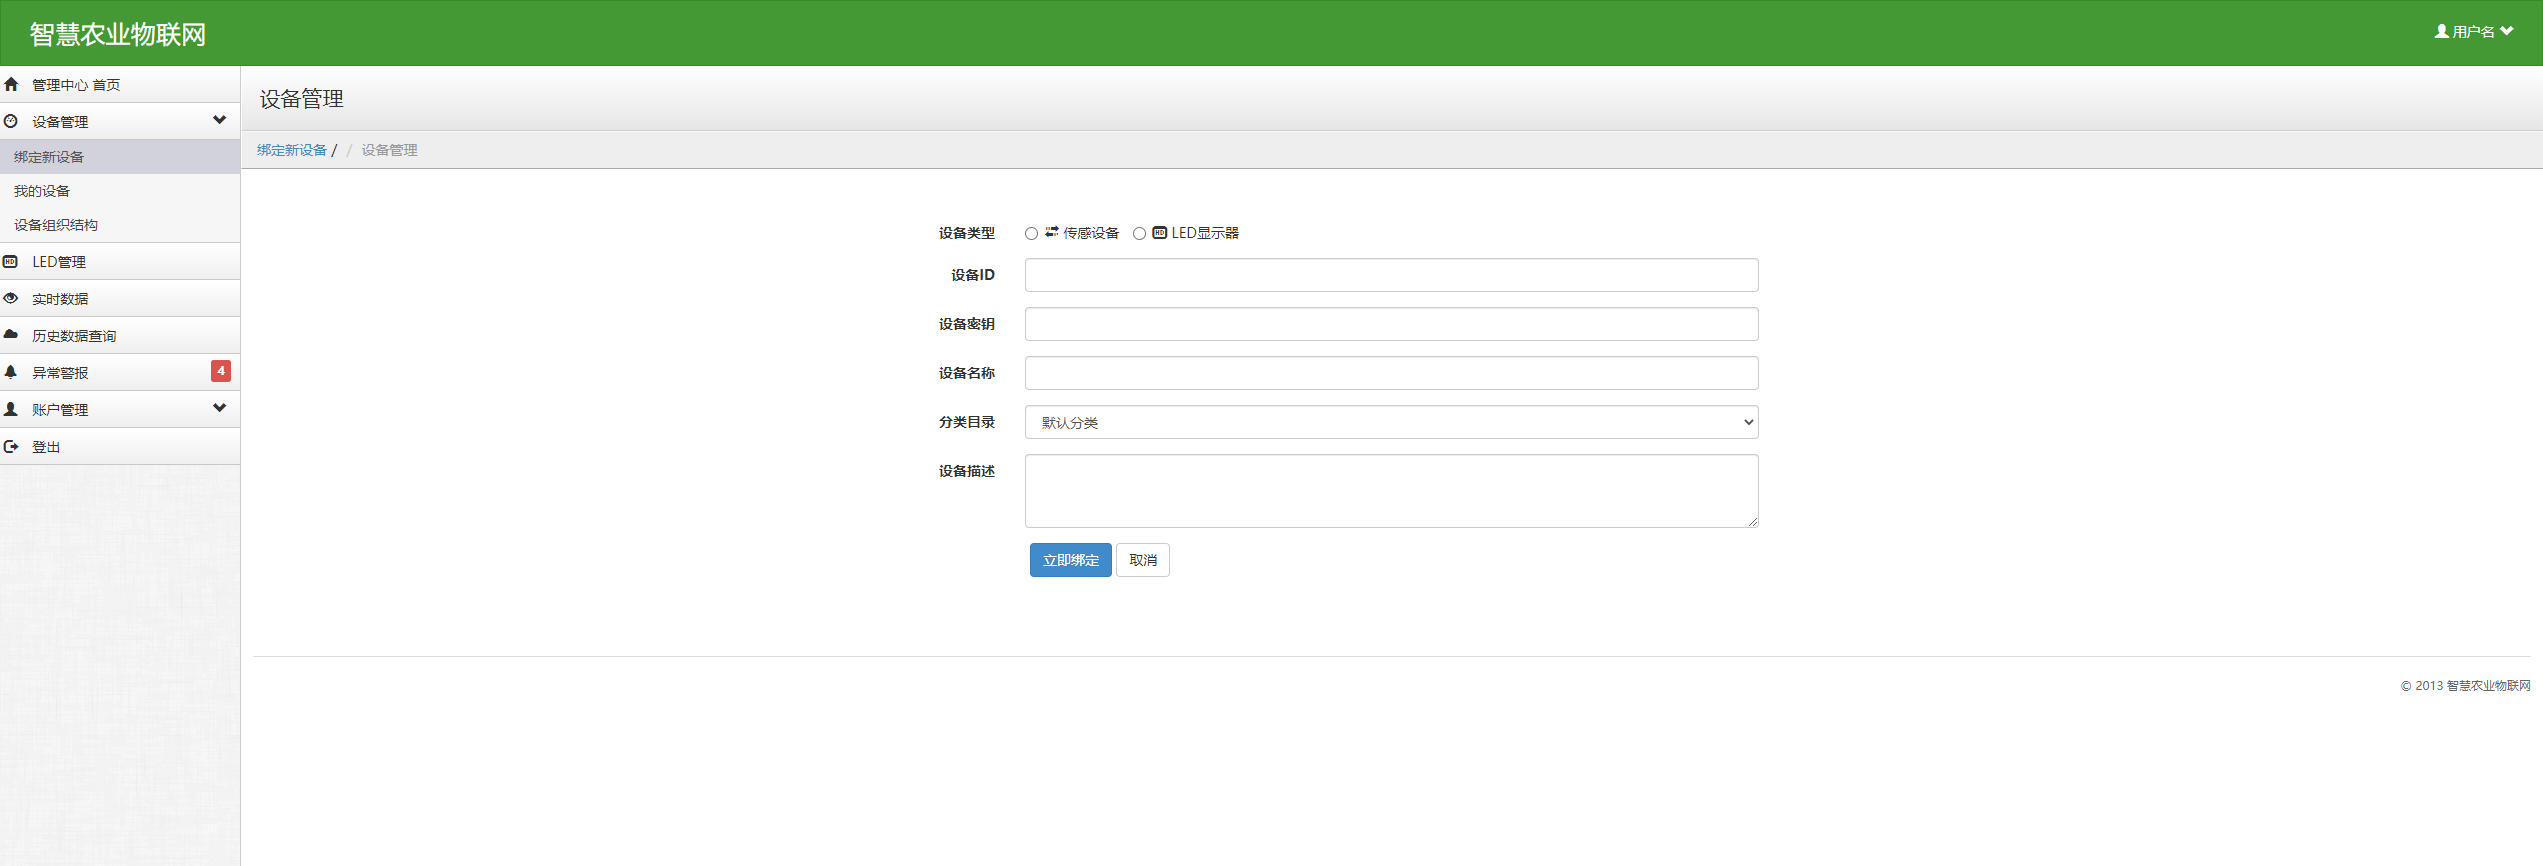 智慧农业物联网
用户名
管理中心 首页
设备管理
绑定新设备
我的设备
设备组织结构
LED管理
实时数据
历史数据查询
异常警报 4
账户管理
登出
设备管理
绑定新设备 / / 设备管理
设备类型 传感设备 LED显示器
设备ID
设备密钥
设备名称
分类目录 默认分类
设备描述
立即绑定 取消
© 2013 智慧农业物联网